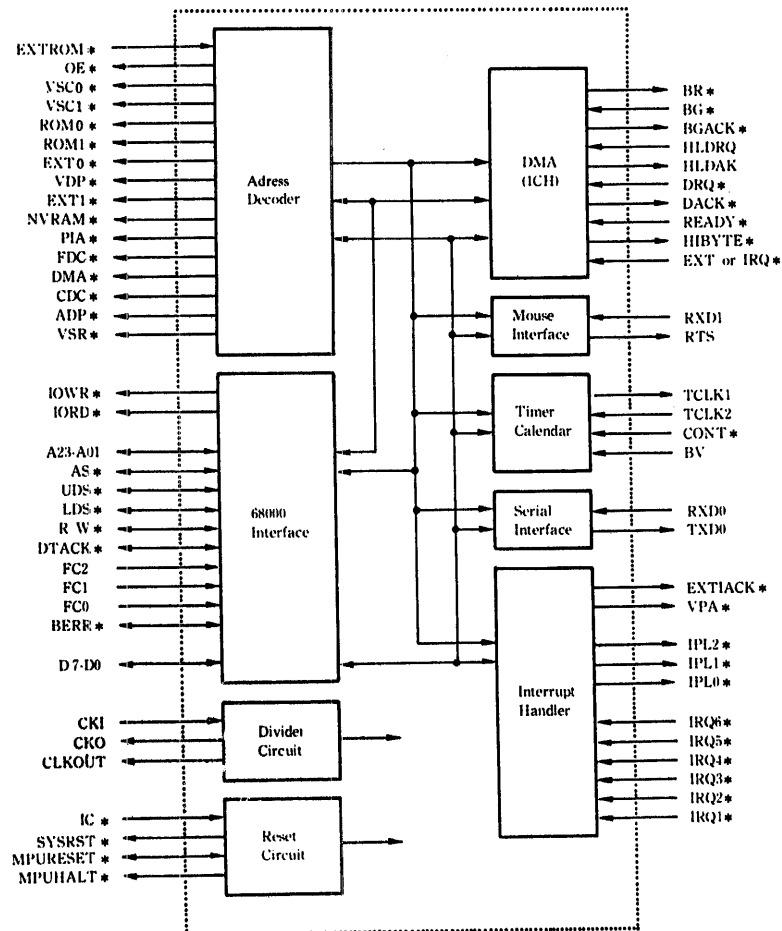 EXTROM*
OE*
VSC0*
VSC1*
ROM0*
ROM1*
EXT0*
VDP*
EXT1*
NVRAM*
PIA*
FDC*
DMA*
CDC*
ADP*
VSR*
Adress
Decoder
IOWR*
IORD*
A23-A01
AS*
UDS*
LDS*
R W*
DTACK*
FC2
FC1
FC0
BERR*
D7-D0
68000
Interface
CKI
CKO
CLKOUT
Divider
Circuit
IC*
SYSRST*
MPURESET*
MPUHALT*
Reset
Circuit
DMA
(1CH)
BR*
BG*
BGACK*
HLDRQ
HLDAK
DRQ*
DACK*
READY*
HIBYTE*
EXT or IRQ*
Mouse
Interface
RXD1
RTS
Timer
Calendar
TCLK1
TCLK2
CONT*
BV
Serial
Interface
RXD0
TXD0
Interrupt
Handler
EXTIACK*
VPA*
IPL2*
IPL1*
IPL0*
IRQ6*
IRQ5*
IRQ4*
IRQ3*
IRQ2*
IRQ1*